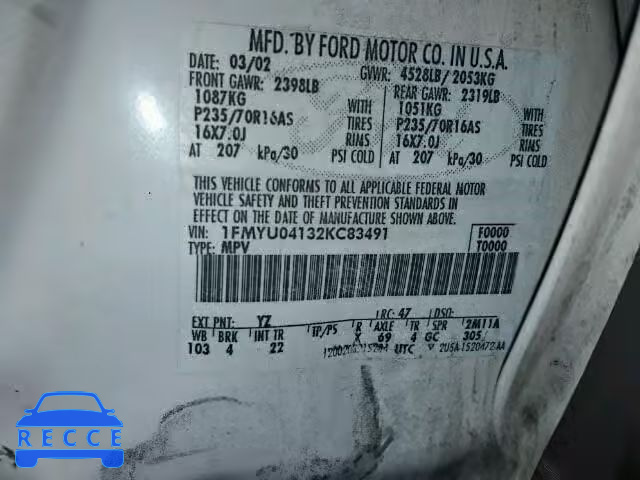 MFD. BY FORD MOTOR CO. IN U.S.A.
DATE: 03/02 GVWR: 4528LB/ 2053KG
FRONT GAWR: 2398LB REAR GAWR: 2319LB
1087KG WITH 1051KG WITH
P235/70R16AS TIRES P235/70R16AS TIRES
16X7.0J RIMS 16X7.0J RIMS
AT 207 kPa/30 PSI COLD AT 207 kPa/30 PSI COLD
THIS VEHICLE CONFORMS TO ALL APPLICABLE FEDERAL MOTOR
VEHICLE SAFETY AND THEFT PREVENTION STANDARDS IN
EFFECT ON THE DATE OF MANUFACTURE SHOWN ABOVE.
VIN: 1FMYU04132KC83491 F0000
TYPE: MPV T0000
EXT PNT: YZ RC: 47 DSO:
WB BRK INT TR TP/PS R AXLE TR SPR 2M11A
103 4 22 X 69 4 GC 305
UTC
RECCE